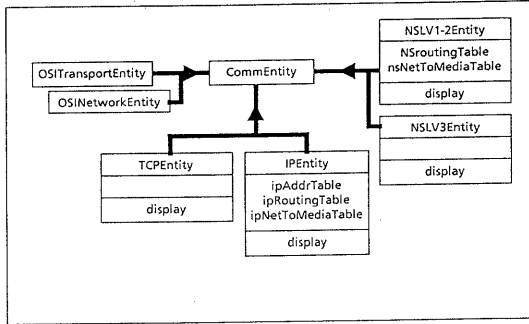 NSLV1-2Entity
NSroutingTable
nsNetToMediaTable
display
OSITransportEntity
CommEntity
OSINetworkEntity
NSLV3Entity
display
TCPEntity
display
IPEntity
ipAddrTable
ipRoutingTable
ipNetToMediaTable
display